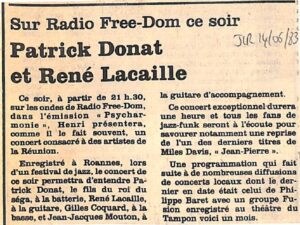 Sur Radio Free-Dom ce soir
JIR 14/06/83
Patrick Donat
et René Lacaille
Ce soir, à partir de 21 h.30,
sur les ondes de Radio Free-Dom,
dans l'émission « Psychar-
monie », Henri présentera,
comme il le fait souvent, un
concert consacré à des artistes de
la Réunion.
Enregistré à Roannes, lors
d'un festival de jazz, le concert
de ce soir permettra d'entendre Pa-
trick Donat, le fils du roi du
séga, à la batterie, René Lacaille,
à la guitare, Gilles Coquard, à la
basse, et Jean-Jacques Mouton, à
la guitare d'accompagnement.
Ce concert exceptionnel durera
une heure et tous les fans de
jazz-funk seront à l'écoute pour
savourer notamment une reprise
de l'un des derniers titres de
Miles Davis, « Jean-Pierre ».
Une programmation qui fait
suite à de nombreuses diffusions
de concerts locaux dont le der-
nier en date était celui de Phi-
lippe Baret avec un groupe Fu-
sion enregistré au théâtre du
Tampon voici un mois.